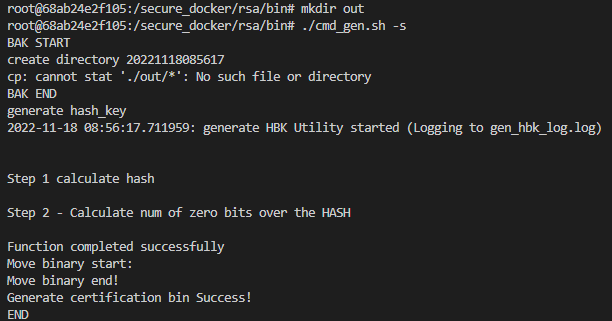 root@68ab24e2f105:/secure_docker/rsa/bin# mkdir out
root@68ab24e2f105:/secure_docker/rsa/bin# ./cmd_gen.sh -s
BAK START
create directory 20221118085617
cp: cannot stat './out/*': No such file or directory
BAK END
generate hash_key
2022-11-18 08:56:17.711959: generate HBK Utility started (Logging to gen_hbk_log.log)
Step 1 calculate hash
Step 2 - Calculate num of zero bits over the HASH
Function completed successfully
Move binary start:
Move binary end!
Generate certification bin Success!
END